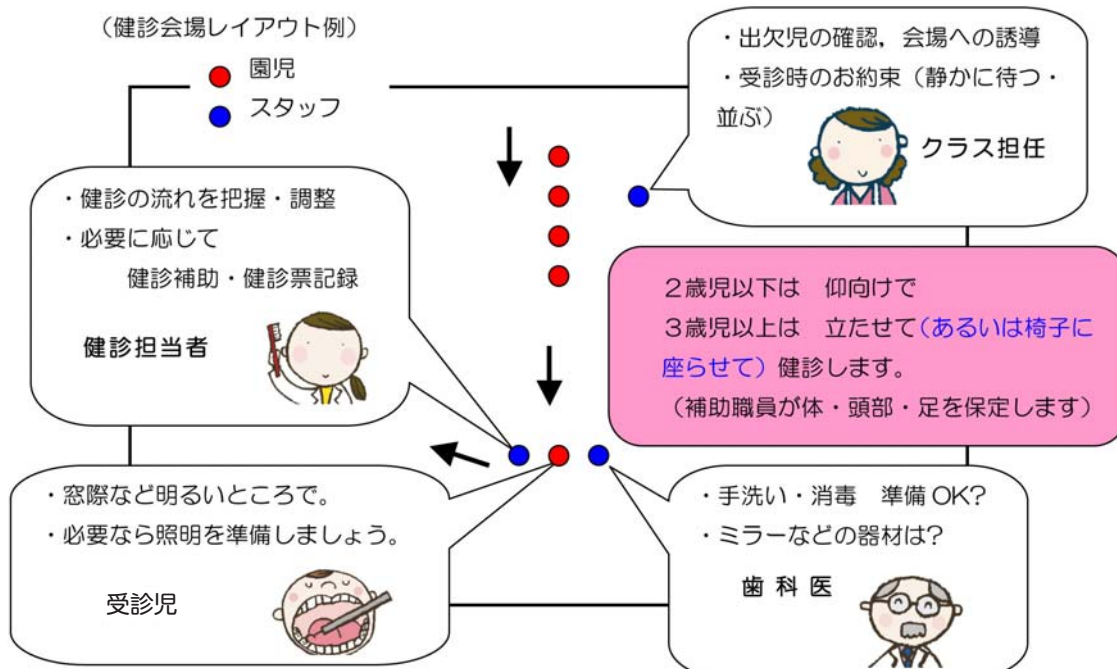 （健診会場レイアウト例）
園児
スタッフ
・出欠児の確認，会場への誘導
・受診時のお約束（静かに待つ・
並ぶ）
クラス担任
・健診の流れを把握・調整
・必要に応じて
健診補助・健診票記録
健診担当者
２歳児以下は　仰向けで
３歳児以上は　立たせて（あるいは椅子に
座らせて）健診します。
（補助職員が体・頭部・足を保定します）
・窓際など明るいところで。
・必要なら照明を準備しましょう。
受診児
・手洗い・消毒　準備 OK?
・ミラーなどの器材は?
歯 科 医